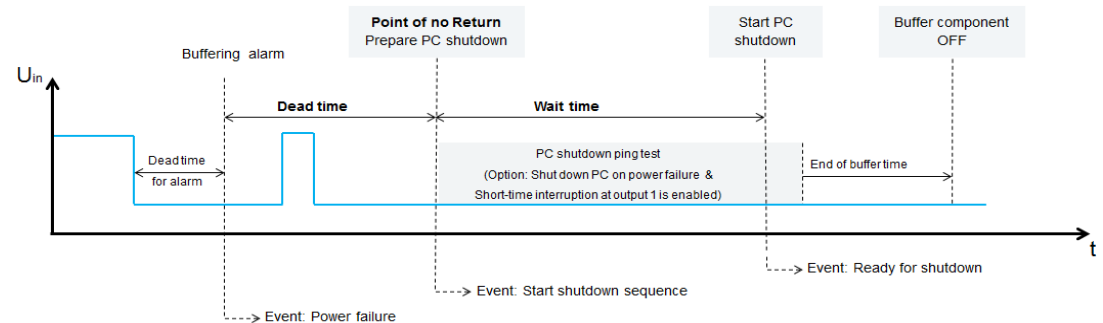 Point of no Return
Prepare PC shutdown
Start PC
shutdown
Buffer component
OFF
Buffering alarm
Uin
Dead time
Wait time
Dead time
for alarm
PC shutdown ping test
(Option: Shut down PC on power failure &
Short-time interruption at output 1 is enabled)
End of buffer time
t
Event: Ready for shutdown
Event: Start shutdown sequence
Event: Power failure